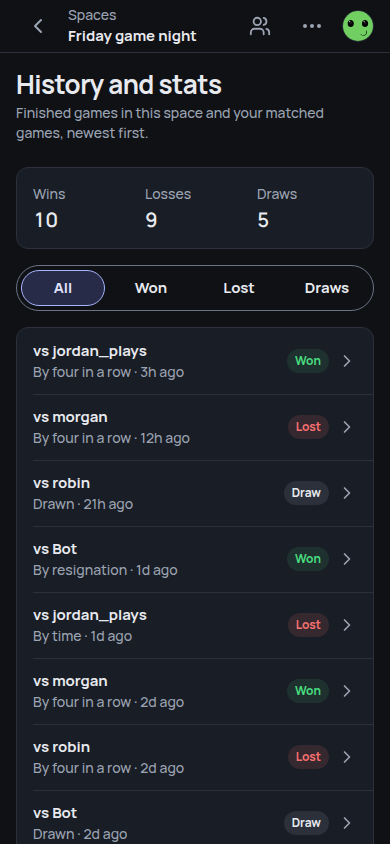 Spaces
Friday game night
History and stats
Finished games in this space and your matched
games, newest first.
Wins Losses Draws
10 9 5
All Won Lost Draws
vs jordan_plays
By four in a row · 3h ago
Won
vs morgan
By four in a row · 12h ago
Lost
vs robin
Drawn · 21h ago
Draw
vs Bot
By resignation · 1d ago
Won
vs jordan_plays
By time · 1d ago
Lost
vs morgan
By four in a row · 2d ago
Won
vs robin
By four in a row · 2d ago
Lost
vs Bot
Drawn · 2d ago
Draw